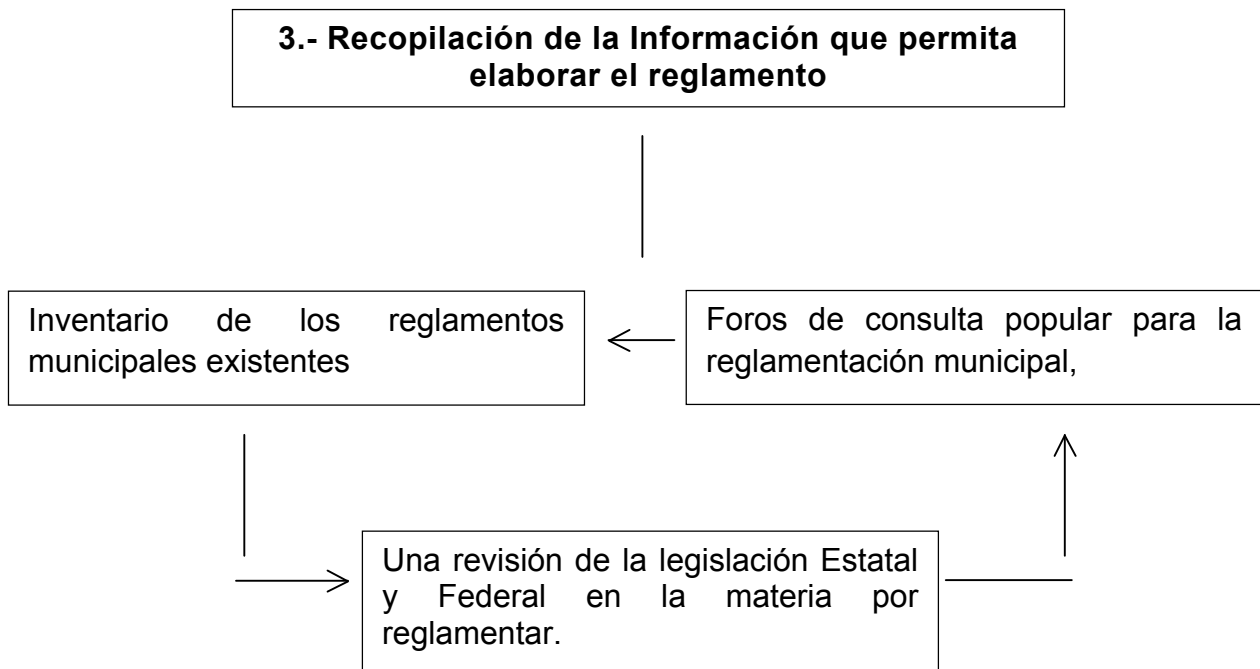 3.- Recopilación de la Información que permita
elaborar el reglamento
Inventario de los reglamentos
municipales existentes
Foros de consulta popular para la
reglamentación municipal,
Una revisión de la legislación Estatal
y Federal en la materia por
reglamentar.